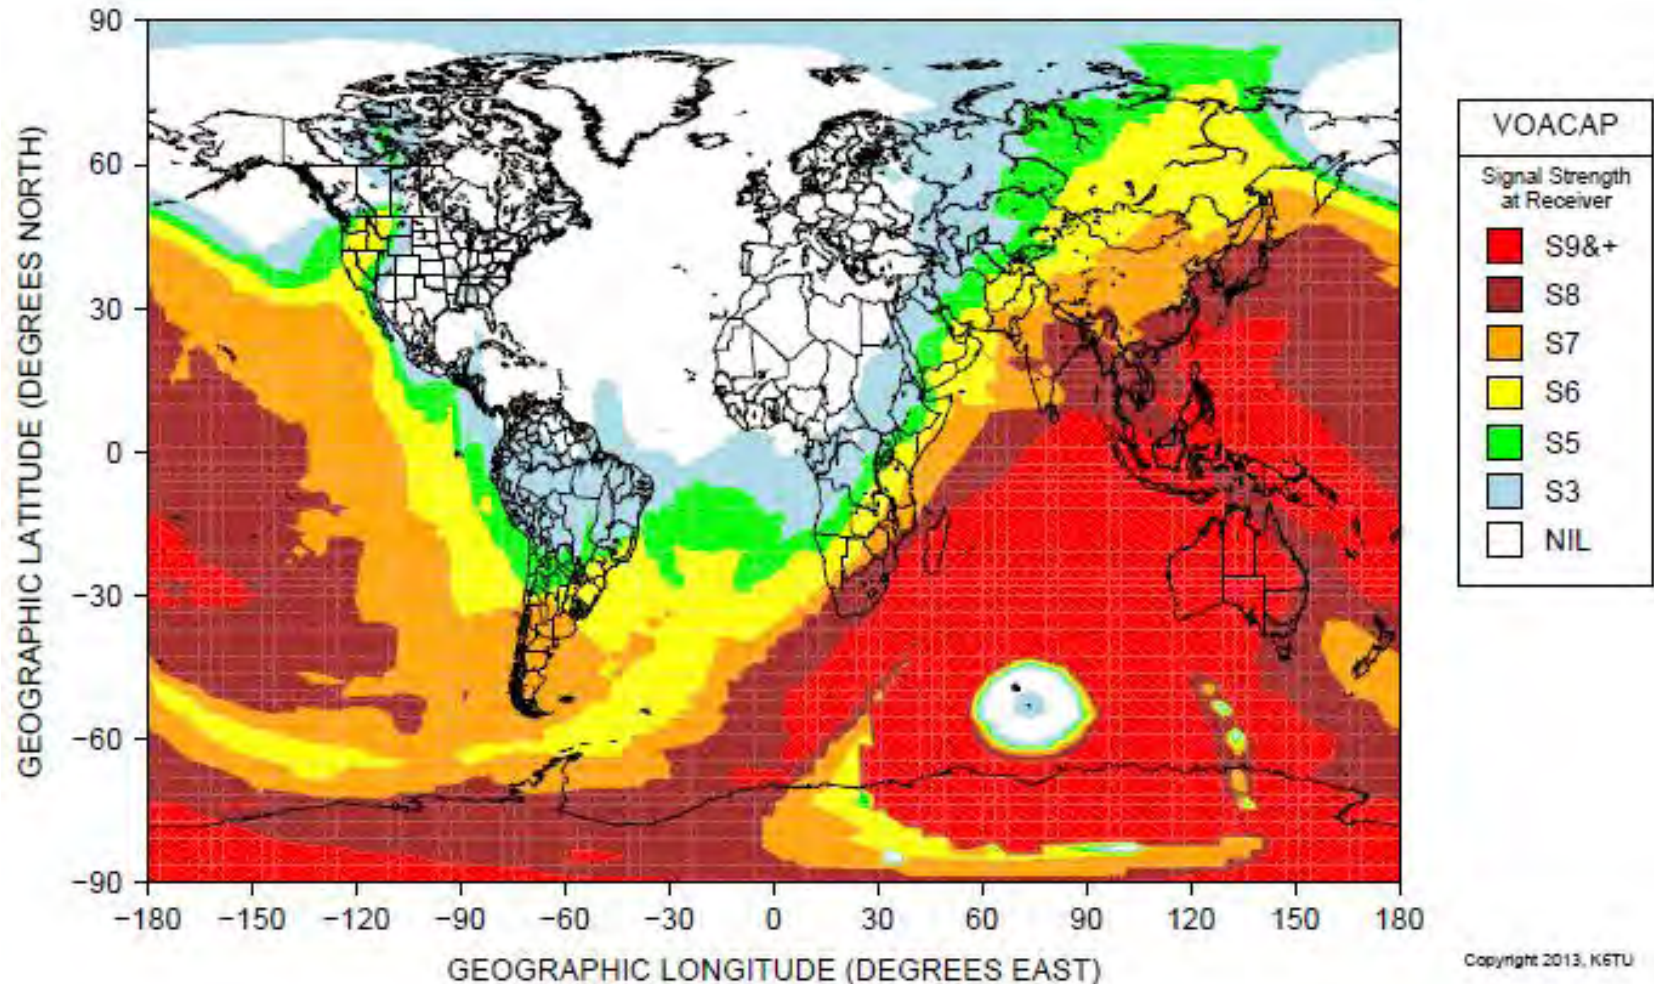 90
60
30
0
−30
−60
−90
GEOGRAPHIC LATITUDE (DEGREES NORTH)
−180 −150 −120 −90 −60 −30 0 30 60 90 120 150 180
GEOGRAPHIC LONGITUDE (DEGREES EAST)
VOACAP
Signal Strength
at Receiver
S9&+
S8
S7
S6
S5
S3
NIL
Copyright 2013, K6TU